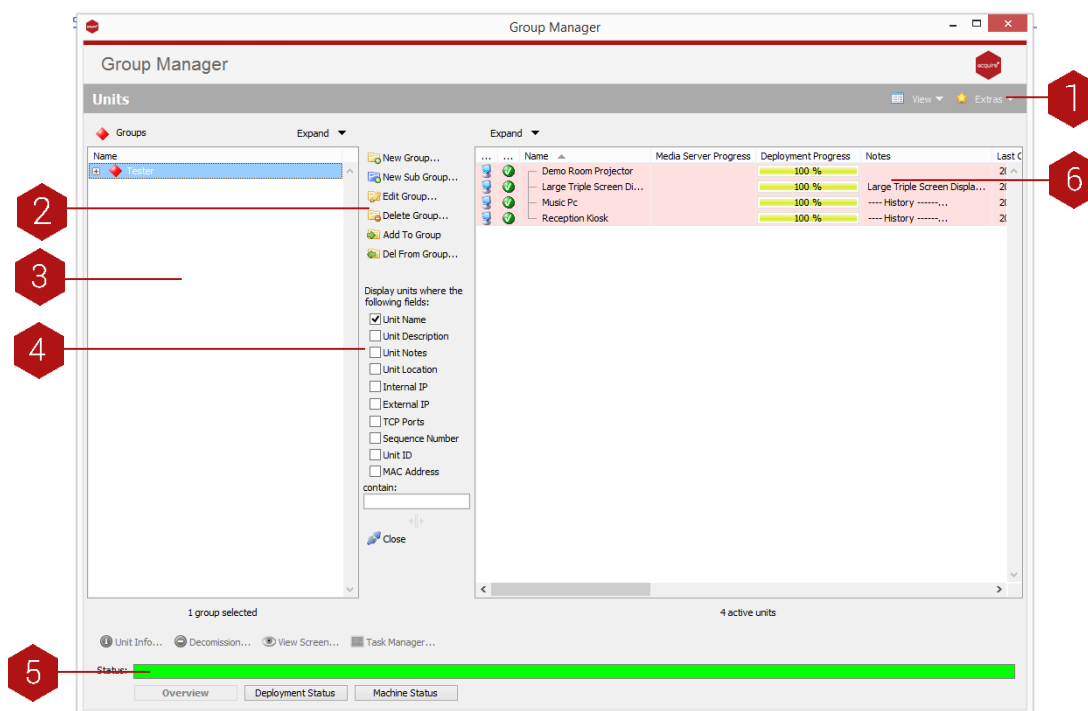 Group Manager
Group Manager
acquire
Units
View
Extras
1
Groups
Expand
Expand
Name
Tester
New Group...
New Sub Group...
Edit Group...
Delete Group...
Add To Group
Del From Group...
2
3
4
Display units where the
following fields:
Unit Name
Unit Description
Unit Notes
Unit Location
Internal IP
External IP
TCP Ports
Sequence Number
Unit ID
MAC Address
contain:
Close
... ... Name Media Server Progress Deployment Progress Notes Last C
Demo Room Projector 100 % 20
Large Triple Screen Di... 100 % Large Triple Screen Displa... 20
Music Pc 100 % ---- History ------... 20
Reception Kiosk 100 % ---- History ------... 20
6
1 group selected
4 active units
Unit Info... Decomission... View Screen... Task Manager...
5
Status:
Overview Deployment Status Machine Status